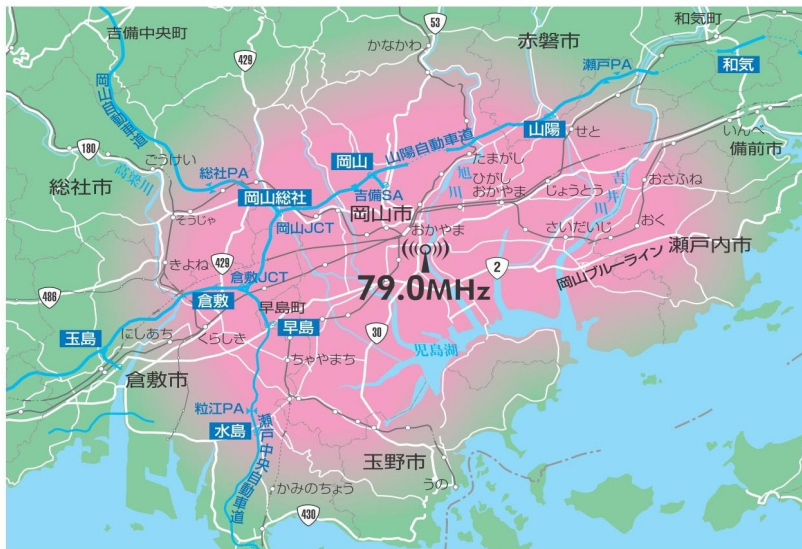 吉備中央町
53
和気町
かなかわ
赤磐市
429
瀬戸PA
和気
岡山自動車道
山陽自動車道
山陽
せと
いんべ
備前市
180
ごうけい
総社PA
岡山
たまがし
旭川
ひがし
おかやま
じょうとう
吉井川
おさふね
高梁川
総社市
岡山総社
吉備SA
岡山市
そうじゃ
岡山JCT
おかやま
さいだいじ
おく
瀬戸内市
きよね
429
倉敷JCT
2
岡山ブルーライン
79.0MHz
486
倉敷
早島町
玉島
にしあち
くらしき
早島
30
児島湖
ちゃやまち
倉敷市
粒江PA
水島
瀬戸中央自動車道
玉野市
かみのちょう
うの
430